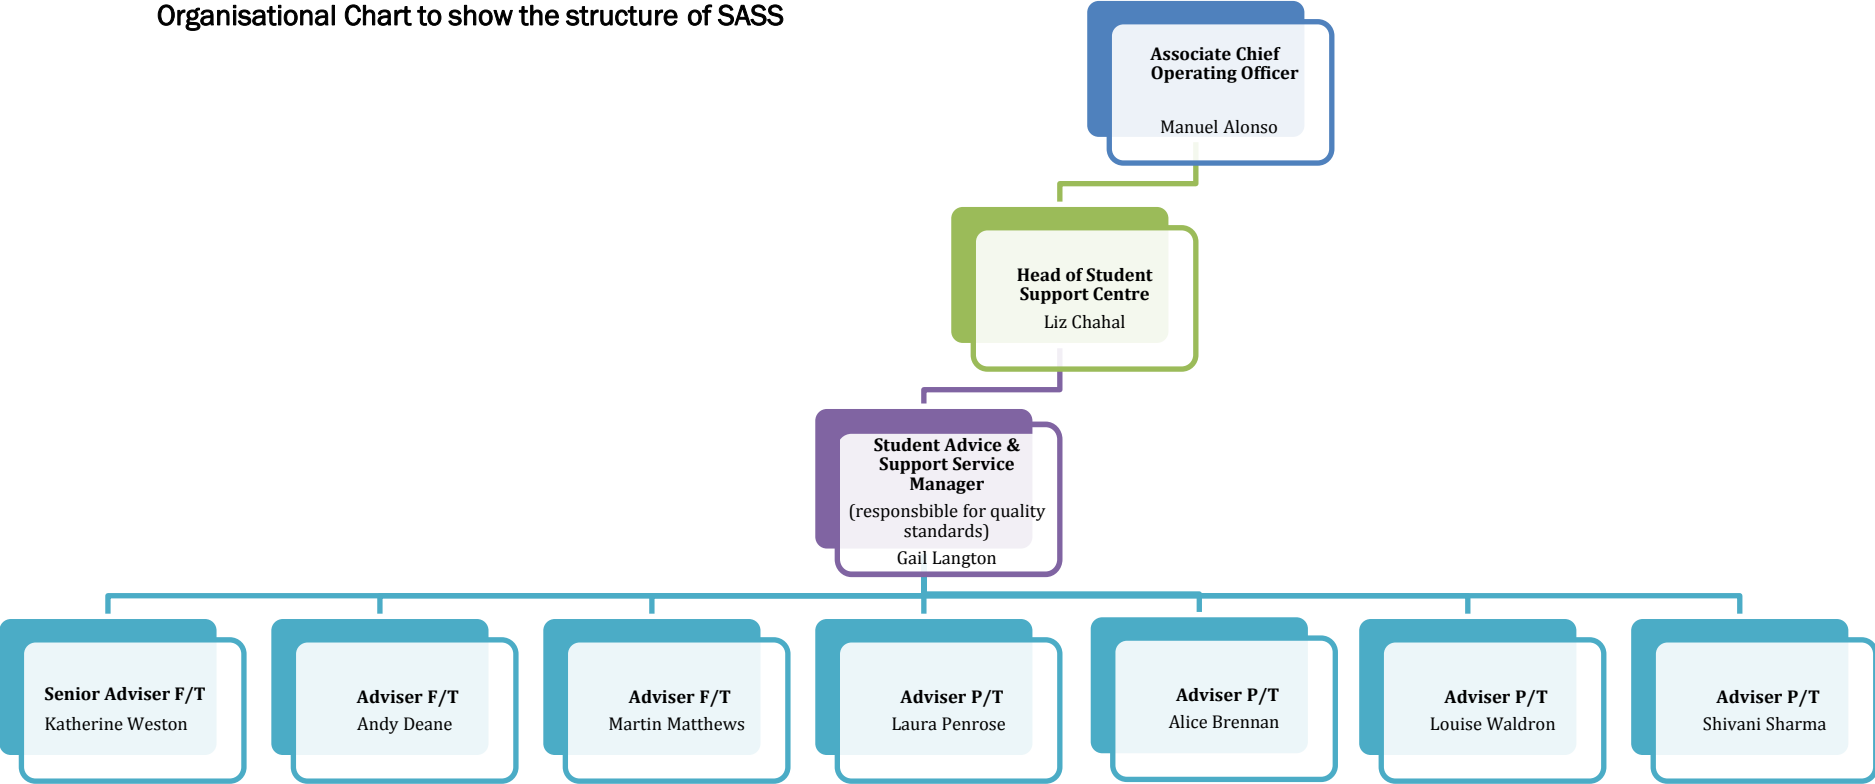 Organisational Chart to show the structure of SASS
Associate Chief
Operating Officer
Manuel Alonso
Head of Student
Support Centre
Liz Chahal
Student Advice &
Support Service
Manager
(responsbible for quality
standards)
Gail Langton
Senior Adviser F/T
Katherine Weston
Adviser F/T
Andy Deane
Adviser F/T
Martin Matthews
Adviser P/T
Laura Penrose
Adviser P/T
Alice Brennan
Adviser P/T
Louise Waldron
Adviser P/T
Shivani Sharma